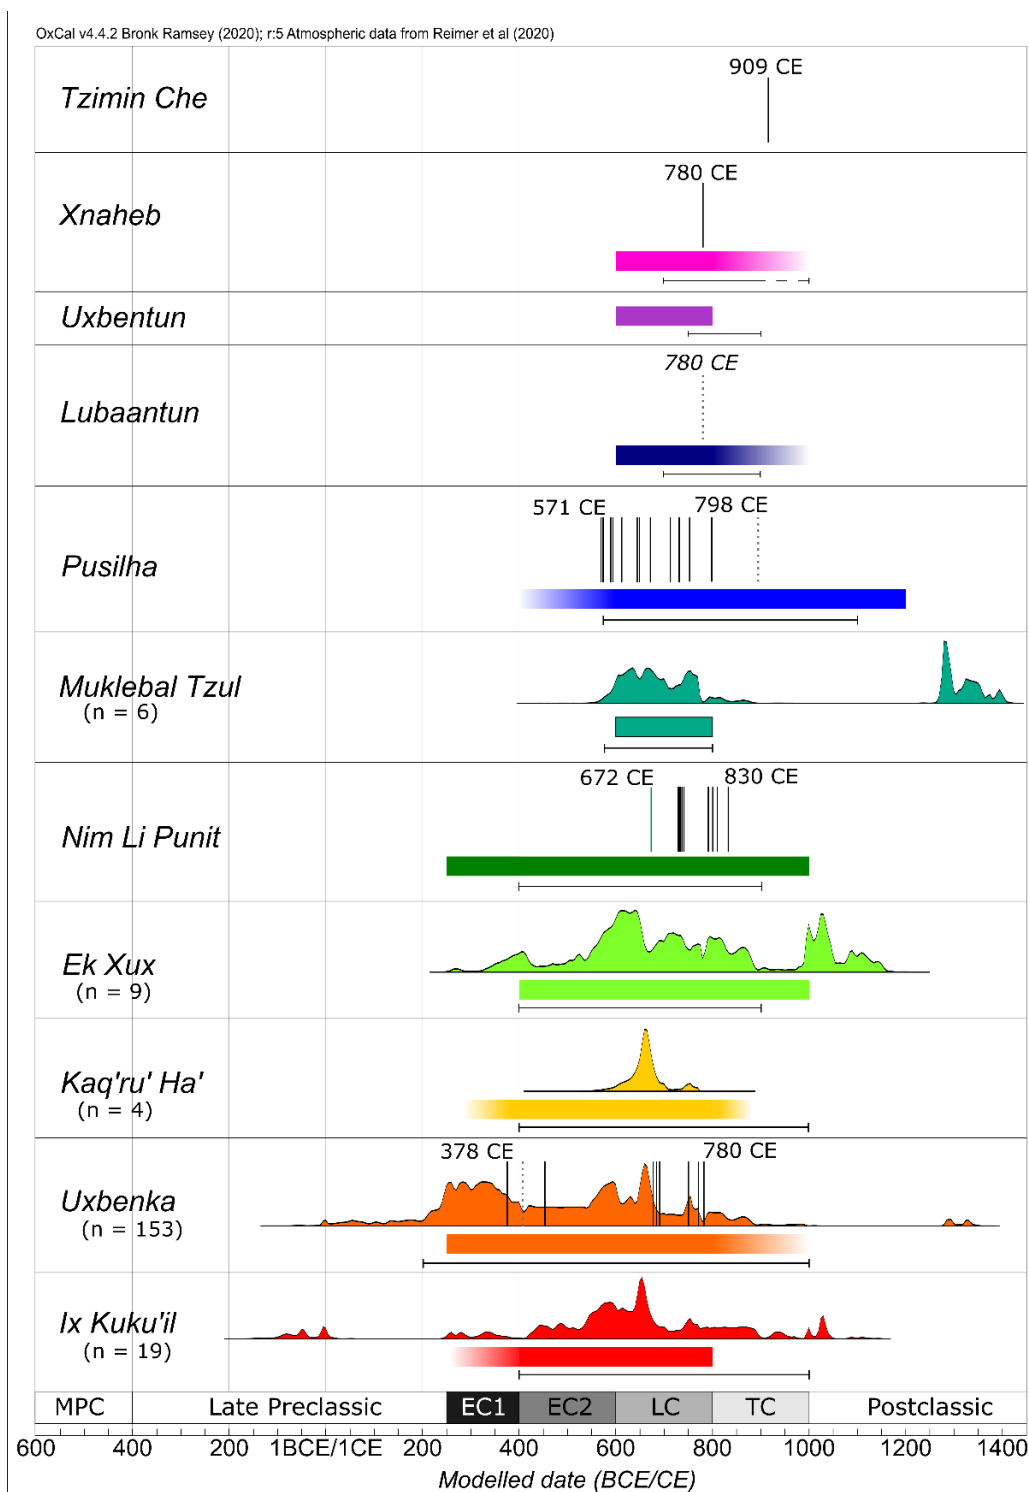 OxCal v4.4.2 Bronk Ramsey (2020); r:5 Atmospheric data from Reimer et al (2020)
909 CE
Tzimin Che
780 CE
Xnaheb
Uxbentun
780 CE
Lubaantun
571 CE 798 CE
Pusilha
Muklebal Tzul
(n = 6)
672 CE 830 CE
Nim Li Punit
Ek Xux
(n = 9)
Kaq'ru' Ha'
(n = 4)
378 CE 780 CE
Uxbenka
(n = 153)
Ix Kuku'il
(n = 19)
MPC Late Preclassic EC1 EC2 LC TC Postclassic
600 400 200 1BCE/1CE 200 400 600 800 1000 1200 1400
Modelled date (BCE/CE)